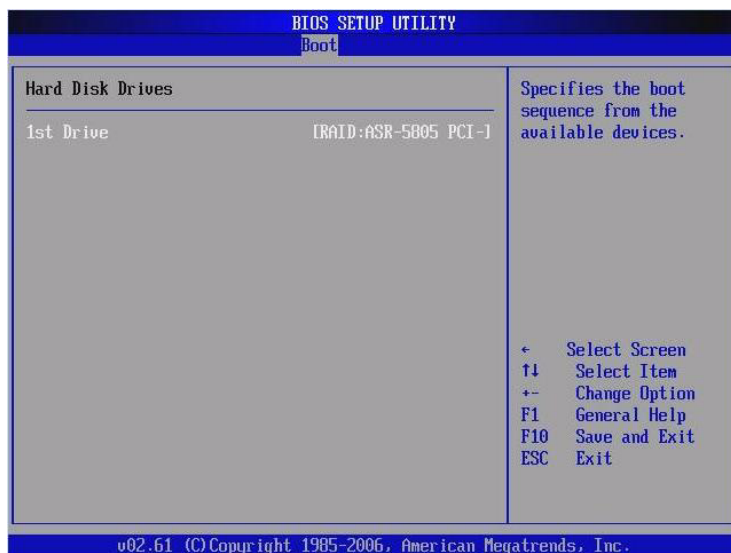 BIOS SETUP UTILITY
Boot
Hard Disk Drives
1st Drive [RAID:ASR-5805 PCI-]
Specifies the boot
sequence from the
available devices.
← Select Screen
↑↓ Select Item
+- Change Option
F1 General Help
F10 Save and Exit
ESC Exit
v02.61 (C)Copyright 1985-2006, American Megatrends, Inc.